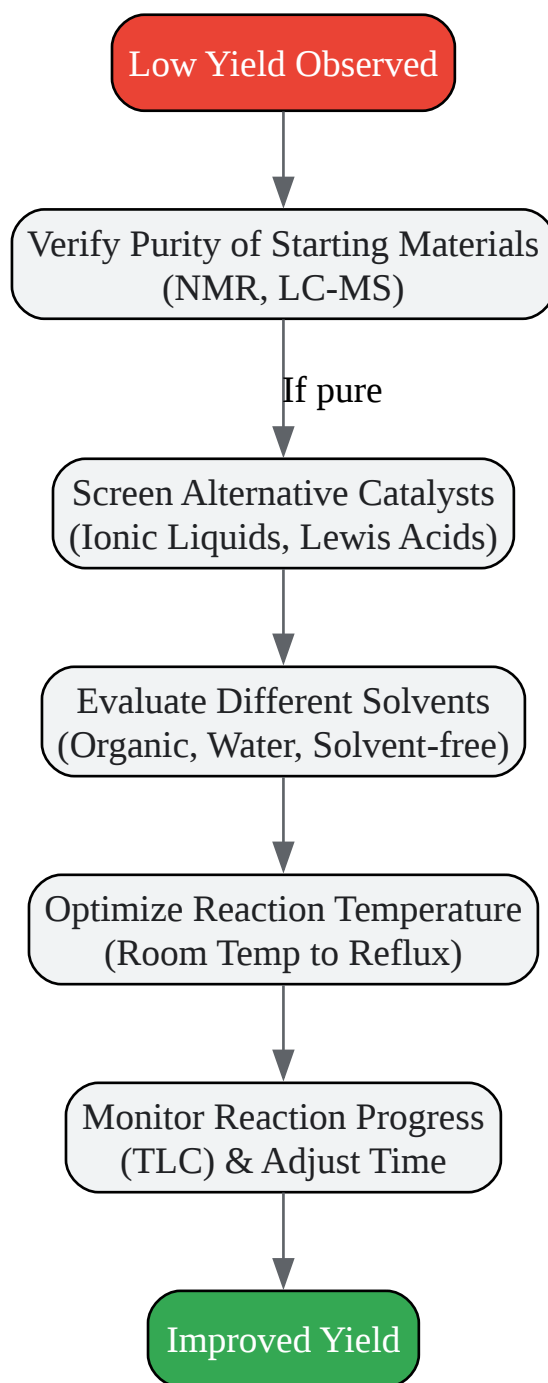 Low Yield Observed
Verify Purity of Starting Materials
(NMR, LC-MS)
If pure
Screen Alternative Catalysts
(Ionic Liquids, Lewis Acids)
Evaluate Different Solvents
(Organic, Water, Solvent-free)
Optimize Reaction Temperature
(Room Temp to Reflux)
Monitor Reaction Progress
(TLC) & Adjust Time
Improved Yield